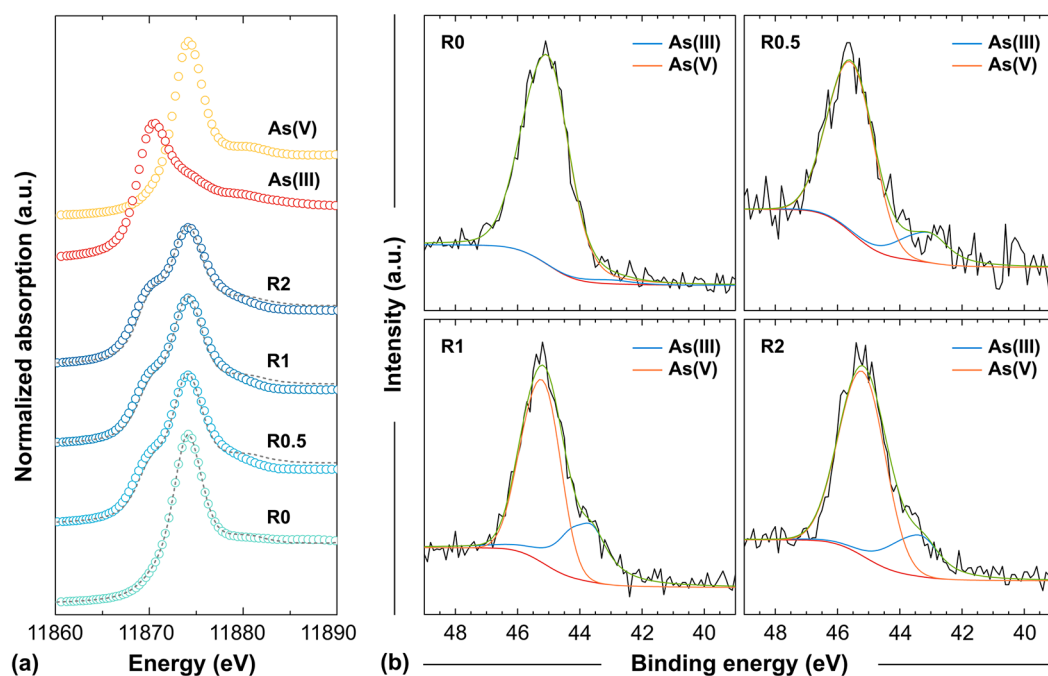 Normalized absorption (a.u.)
As(V)
As(III)
R2
R1
R0.5
R0
11860 11870 11880 11890
(a) Energy (eV)
Intensity (a.u.)
R0 As(III)
As(V)
R0.5 As(III)
As(V)
R1 As(III)
As(V)
R2 As(III)
As(V)
48 46 44 42 40 48 46 44 42 40
(b) Binding energy (eV)